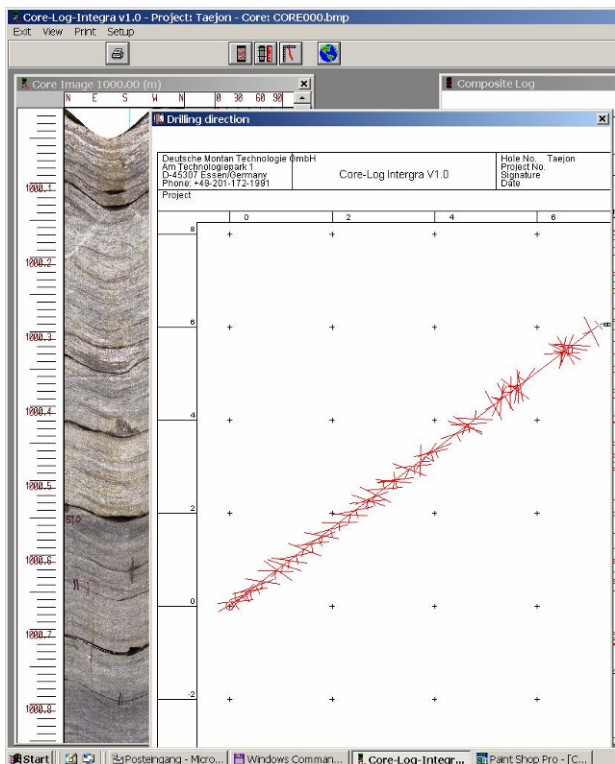 Core-Log-Integra v1.0 - Project: Taejon - Core: CORE000.bmp
Exit View Print Setup
Core Image 1000.00 (m)
Composite Log
N E S W N 0 30 60 90
Drilling direction
Deutsche Montan Technologie GmbH
Am Technologiepark 1
D-45307 Essen/Germany
Phone: +49-201-172-1991
Core-Log Intergra V1.0
Hole No. Taejon
Project No.
Signature
Date
Project
0 2 4 6
8
6
4
2
0
-2
1000.1
1000.2
1000.3
1000.4
1000.5
1000.6
1000.7
1000.8
Start
Posteingang - Micro...
Windows Comman...
Core-Log-Integr...
Paint Shop Pro - [C...